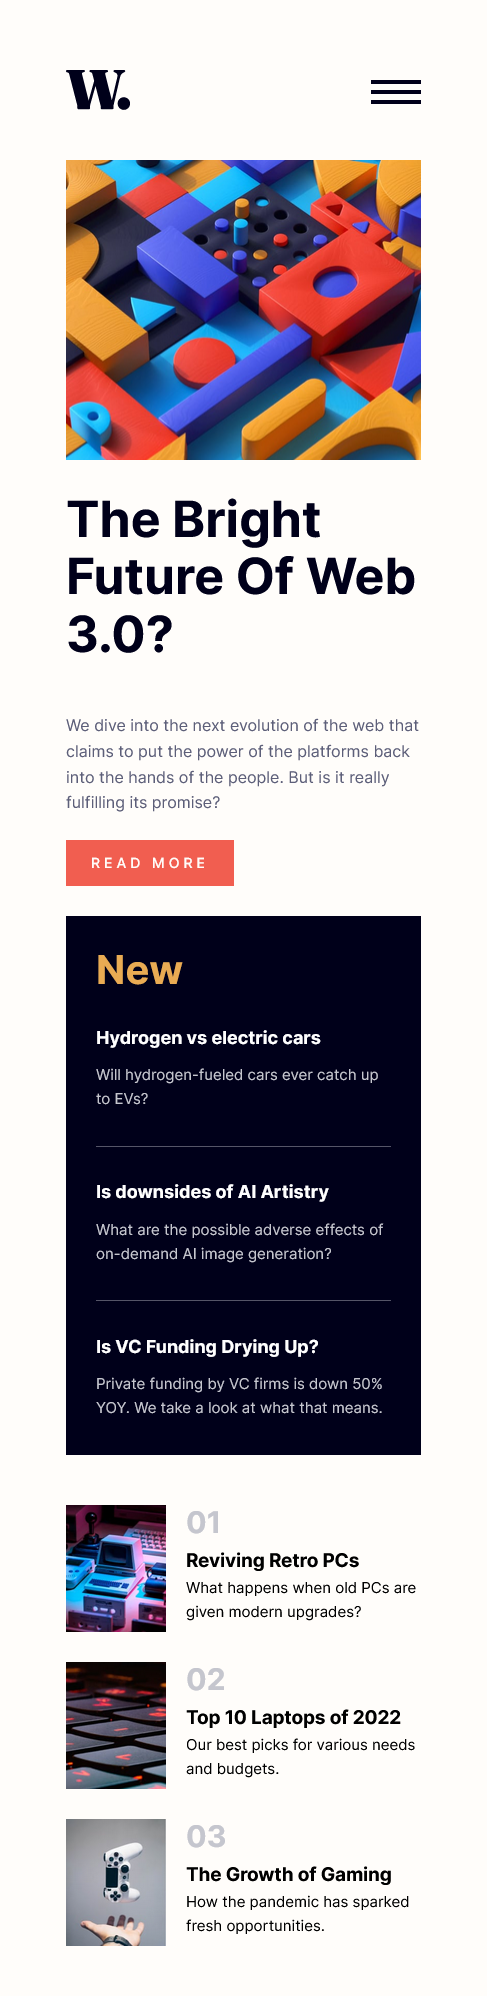 W.
The Bright
Future Of Web
3.0?
We dive into the next evolution of the web that
claims to put the power of the platforms back
into the hands of the people. But is it really
fulfilling its promise?
READ MORE
New
Hydrogen vs electric cars
Will hydrogen-fueled cars ever catch up
to EVs?
Is downsides of AI Artistry
What are the possible adverse effects of
on-demand AI image generation?
Is VC Funding Drying Up?
Private funding by VC firms is down 50%
YOY. We take a look at what that means.
01
Reviving Retro PCs
What happens when old PCs are
given modern upgrades?
02
Top 10 Laptops of 2022
Our best picks for various needs
and budgets.
03
The Growth of Gaming
How the pandemic has sparked
fresh opportunities.